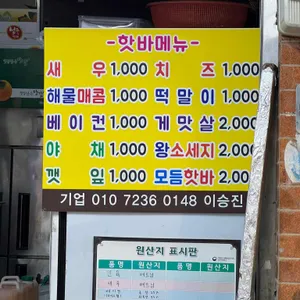 -핫바메뉴-
새 우 1,000 치 즈 1,000
해물매콤 1,000 떡 말 이 1,000
베 이 컨 1,000 게 맛 살 2,000
야 채 1,000 왕소세지 2,000
깻 잎 1,000 모듬핫바 2,000
기업 010 7236 0148 이승진
원산지 표시판
품명 원산지 품명 원산지